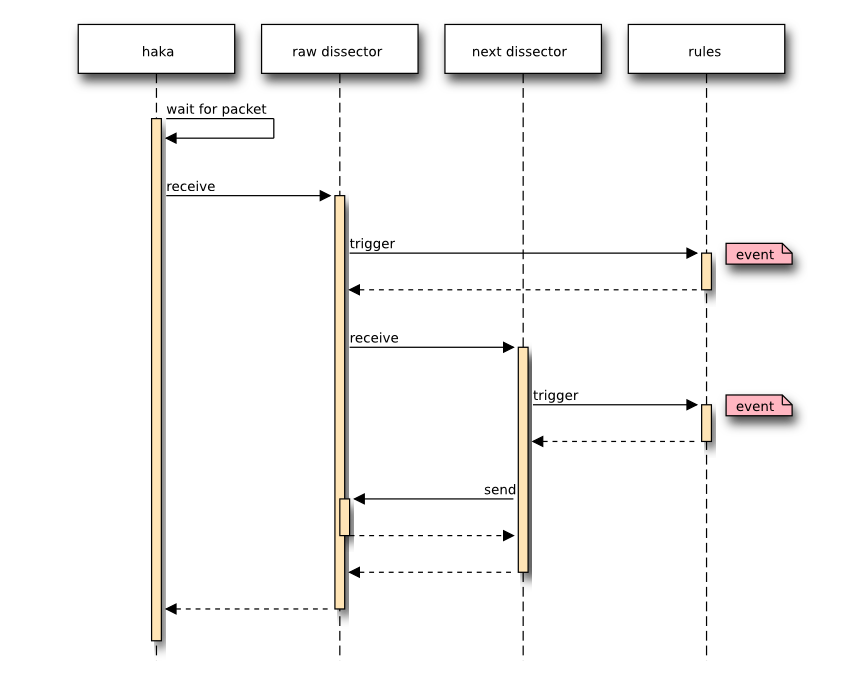 haka
raw dissector
next dissector
rules
wait for packet
receive
trigger
event
receive
trigger
event
send